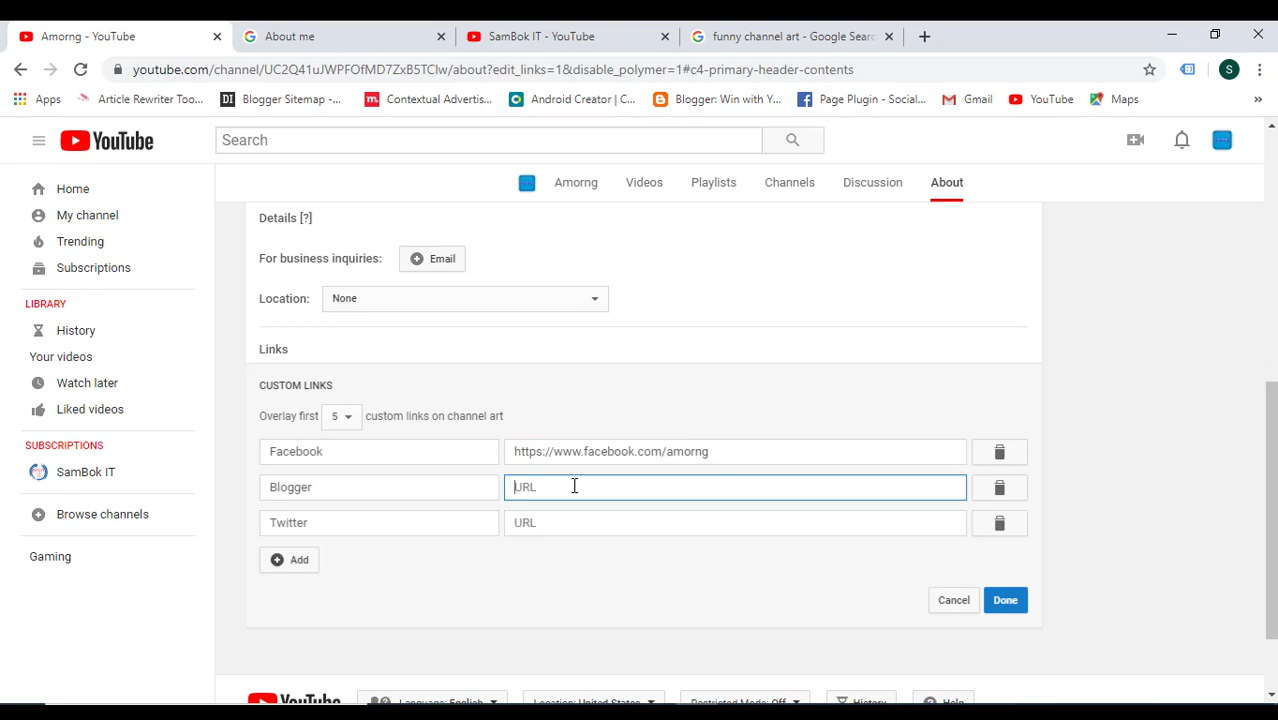 Amorng - YouTube
About me
SamBok IT - YouTube
funny channel art - Google Searc
youtube.com/channel/UC2Q41uJWPFOfMD7ZxB5TClw/about?edit_links=1&disable_polymer=1#c4-primary-header-contents
S
Apps
Article Rewriter Too...
DI Blogger Sitemap -...
m Contextual Advertis...
Android Creator | C...
Blogger: Win with Y...
Page Plugin - Social...
Gmail
YouTube
Maps
»
YouTube
Search
Amorng
Videos
Playlists
Channels
Discussion
About
Home
My channel
Trending
Subscriptions
LIBRARY
History
Your videos
Watch later
Liked videos
SUBSCRIPTIONS
SamBok IT
Browse channels
Gaming
Details [?]
For business inquiries:
Email
Location:
None
Links
CUSTOM LINKS
Overlay first 5 custom links on channel art
Facebook
https://www.facebook.com/amorng
Blogger
URL
Twitter
URL
Add
Cancel
Done
YouTube
Language: English
Location: United States
Restricted Mode: Off
History
Help